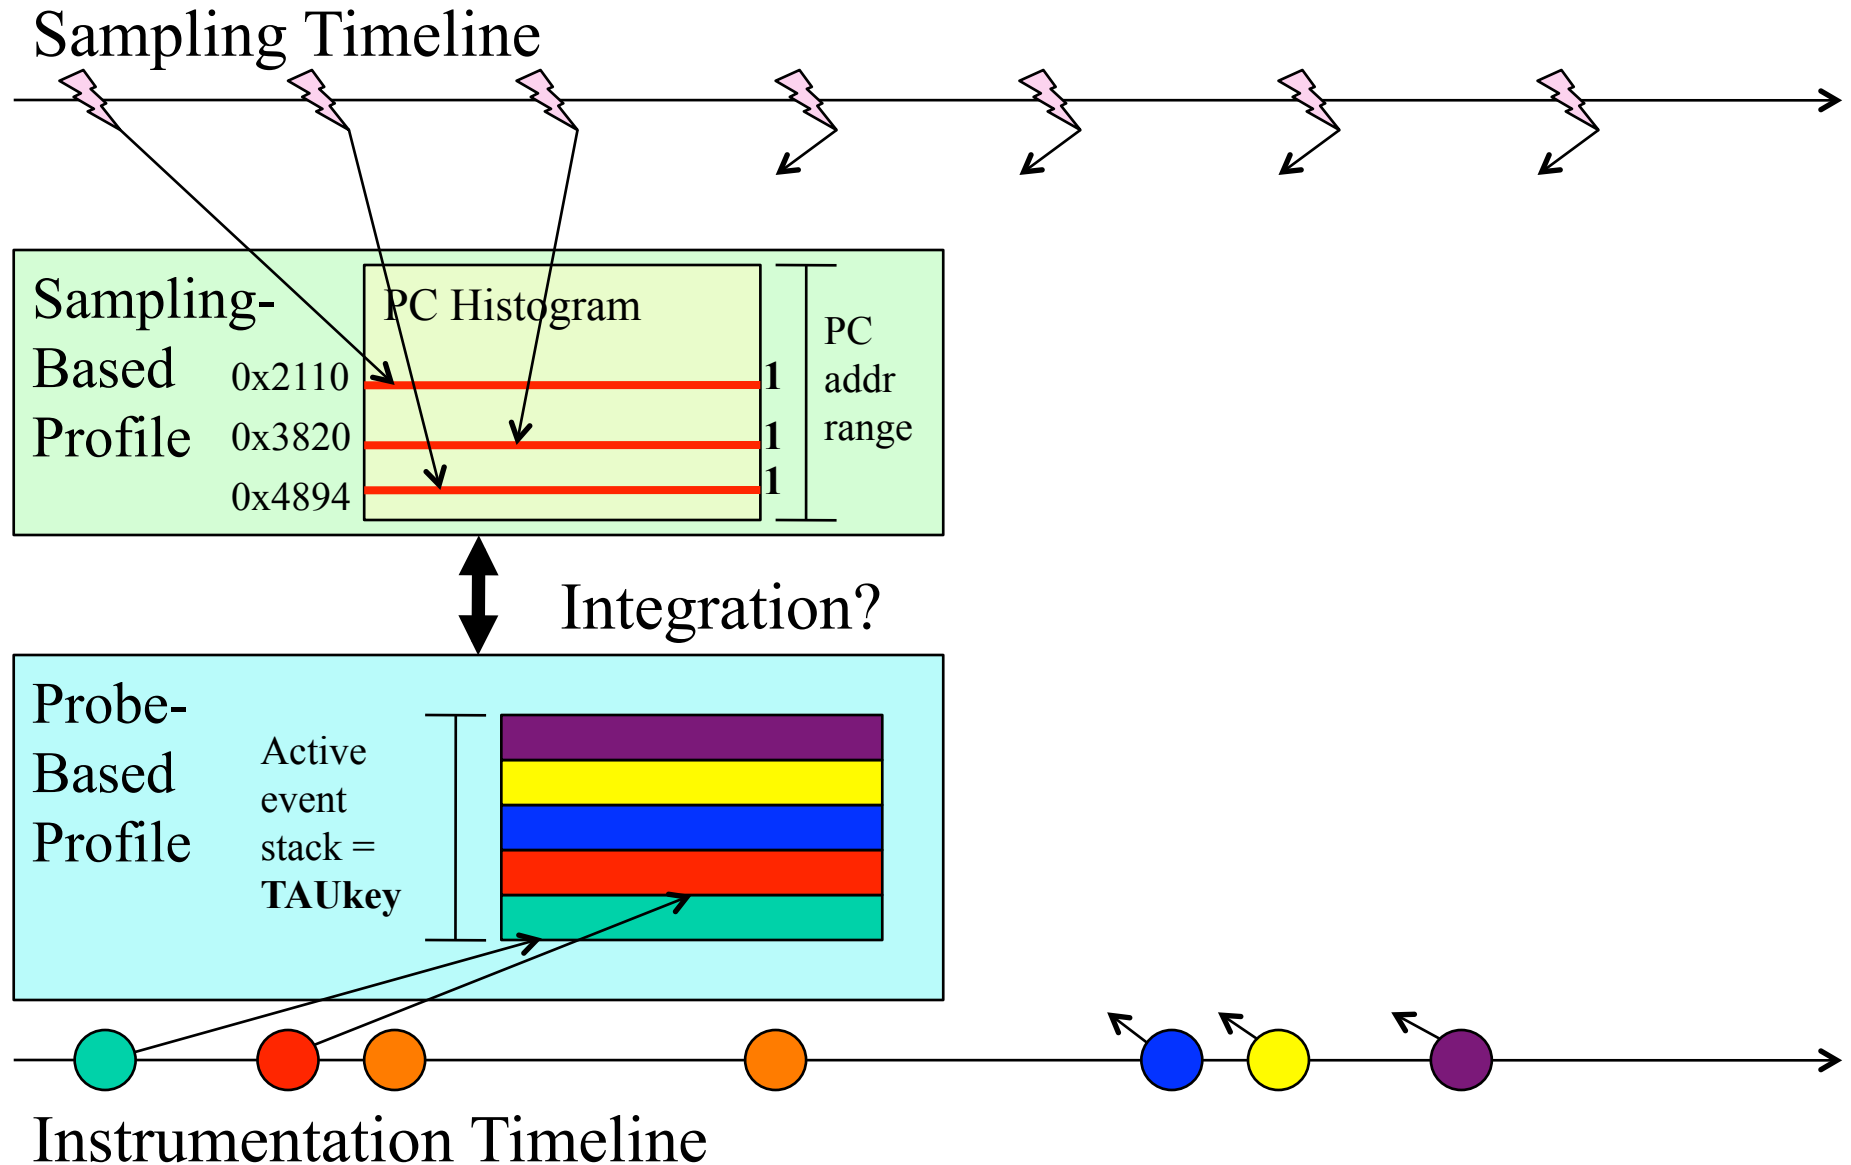 Sampling Timeline
Sampling-
Based
Profile
PC Histogram
0x2110
1
0x3820
1
0x4894
1
PC
addr
range
Integration?
Probe-
Based
Profile
Active
event
stack =
TAUkey
Instrumentation Timeline